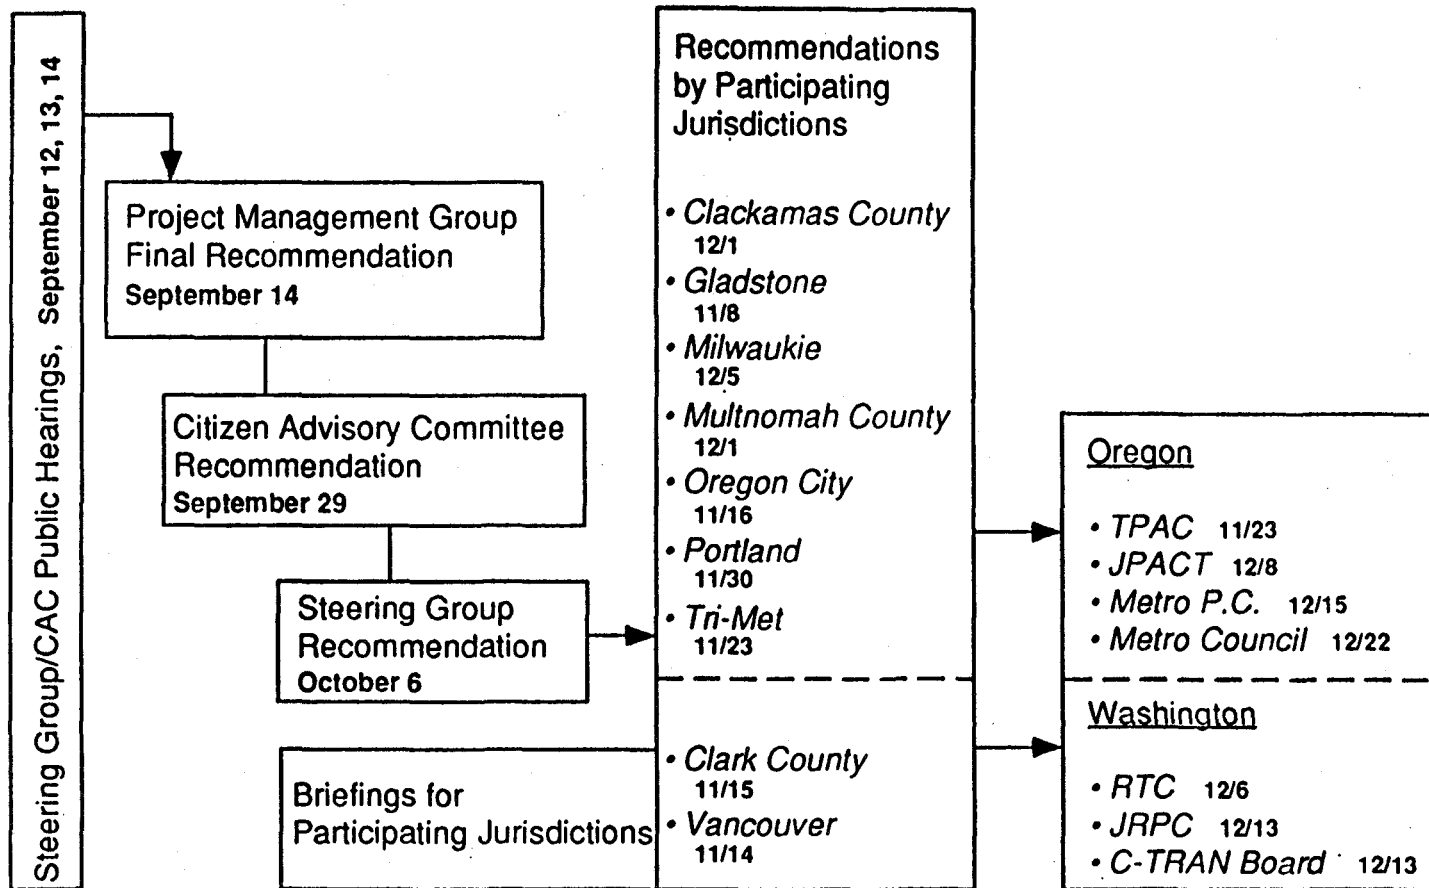 Steering Group/CAC Public Hearings, September 12, 13, 14
Project Management Group
Final Recommendation
September 14
Citizen Advisory Committee
Recommendation
September 29
Steering Group
Recommendation
October 6
Briefings for
Participating Jurisdictions
Recommendations
by Participating
Jurisdictions
• Clackamas County
12/1
• Gladstone
11/8
• Milwaukie
12/5
• Multnomah County
12/1
• Oregon City
11/16
• Portland
11/30
• Tri-Met
11/23
• Clark County
11/15
• Vancouver
11/14
Oregon
• TPAC 11/23
• JPACT 12/8
• Metro P.C. 12/15
• Metro Council 12/22
Washington
• RTC 12/6
• JRPC 12/13
• C-TRAN Board 12/13